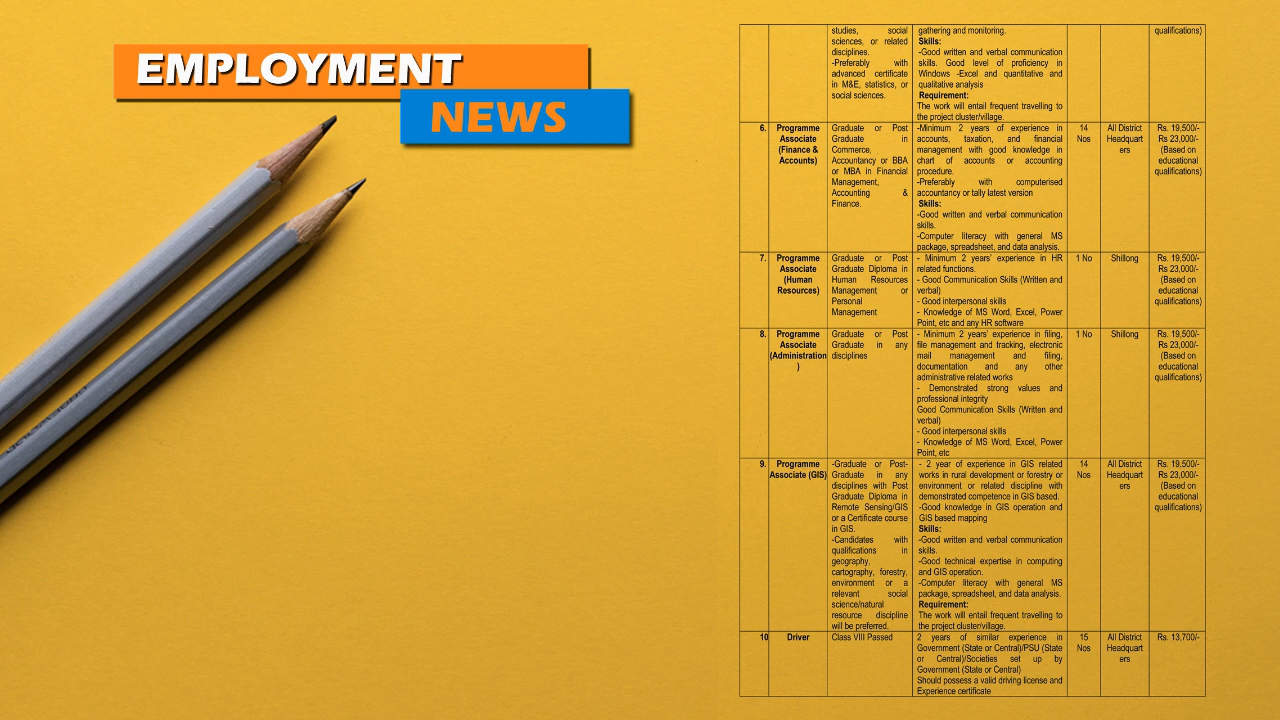 EMPLOYMENT
NEWS
studies, social
sciences, or related
disciplines.
-Preferably with
advanced certificate
in M&E, statistics, or
social sciences.
gathering and monitoring.
Skills:
-Good written and verbal communication
skills. Good level of proficiency in
Windows -Excel and quantitative and
qualitative analysis
Requirement:
The work will entail frequent travelling to
the project cluster/village.
qualifications)
6.
Programme
Associate
(Finance &
Accounts)
Graduate or Post
Graduate in
Commerce,
Accountancy or BBA
or MBA in Financial
Management,
Accounting &
Finance.
-Minimum 2 years of experience in
accounts, taxation, and financial
management with good knowledge in
chart of accounts or accounting
procedure.
-Preferably with computerised
accountancy or tally latest version
Skills:
-Good written and verbal communication
skills.
-Computer literacy with general MS
package, spreadsheet, and data analysis.
14
Nos
All District
Headquart
ers
Rs. 19,500/-
Rs 23,000/-
(Based on
educational
qualifications)
7.
Programme
Associate
(Human
Resources)
Graduate or Post
Graduate Diploma in
Human Resources
Management or
Personal
Management
- Minimum 2 years' experience in HR
related functions.
- Good Communication Skills (Written and
verbal)
- Good interpersonal skills
- Knowledge of MS Word, Excel, Power
Point, etc and any HR software
1 No
Shillong
Rs. 19,500/-
Rs 23,000/-
(Based on
educational
qualifications)
8.
Programme
Associate
(Administration
)
Graduate or Post
Graduate in any
disciplines
- Minimum 2 years' experience in filing,
file management and tracking, electronic
mail management and filing,
documentation and any other
administrative related works
- Demonstrated strong values and
professional integrity
Good Communication Skills (Written and
verbal)
- Good interpersonal skills
- Knowledge of MS Word, Excel, Power
Point, etc
1 No
Shillong
Rs. 19,500/-
Rs 23,000/-
(Based on
educational
qualifications)
9.
Programme
Associate (GIS)
-Graduate or Post-
Graduate in any
disciplines with Post
Graduate Diploma in
Remote Sensing/GIS
or a Certificate course
in GIS.
-Candidates with
qualifications in
geography,
cartography, forestry,
environment or a
relevant social
science/natural
resource discipline
will be preferred.
- 2 year of experience in GIS related
works in rural development or forestry or
environment or related discipline with
demonstrated competence in GIS based.
-Good knowledge in GIS operation and
GIS based mapping
Skills:
-Good written and verbal communication
skills.
-Good technical expertise in computing
and GIS operation.
-Computer literacy with general MS
package, spreadsheet, and data analysis.
Requirement:
The work will entail frequent travelling to
the project cluster/village.
14
Nos
All District
Headquart
ers
Rs. 19,500/-
Rs 23,000/-
(Based on
educational
qualifications)
10
Driver
Class VIII Passed
2 years of similar experience in
Government (State or Central)/PSU (State
or Central)/Societies set up by
Government (State or Central)
Should possess a valid driving license and
Experience certificate
15
Nos
All District
Headquart
ers
Rs. 13,700/-